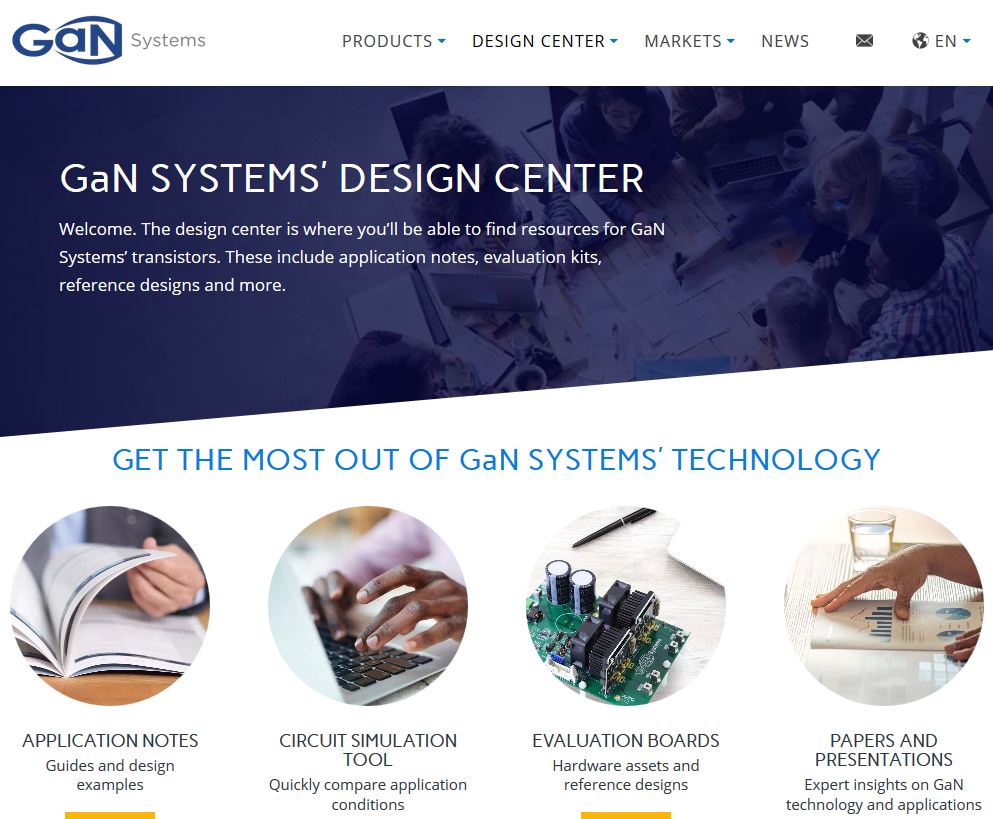 GaN Systems
PRODUCTS
DESIGN CENTER
MARKETS
NEWS
EN
GaN SYSTEMS' DESIGN CENTER
Welcome. The design center is where you'll be able to find resources for GaN
Systems' transistors. These include application notes, evaluation kits,
reference designs and more.
GET THE MOST OUT OF GaN SYSTEMS' TECHNOLOGY
APPLICATION NOTES
Guides and design
examples
CIRCUIT SIMULATION
TOOL
Quickly compare application
conditions
EVALUATION BOARDS
Hardware assets and
reference designs
PAPERS AND
PRESENTATIONS
Expert insights on GaN
technology and applications